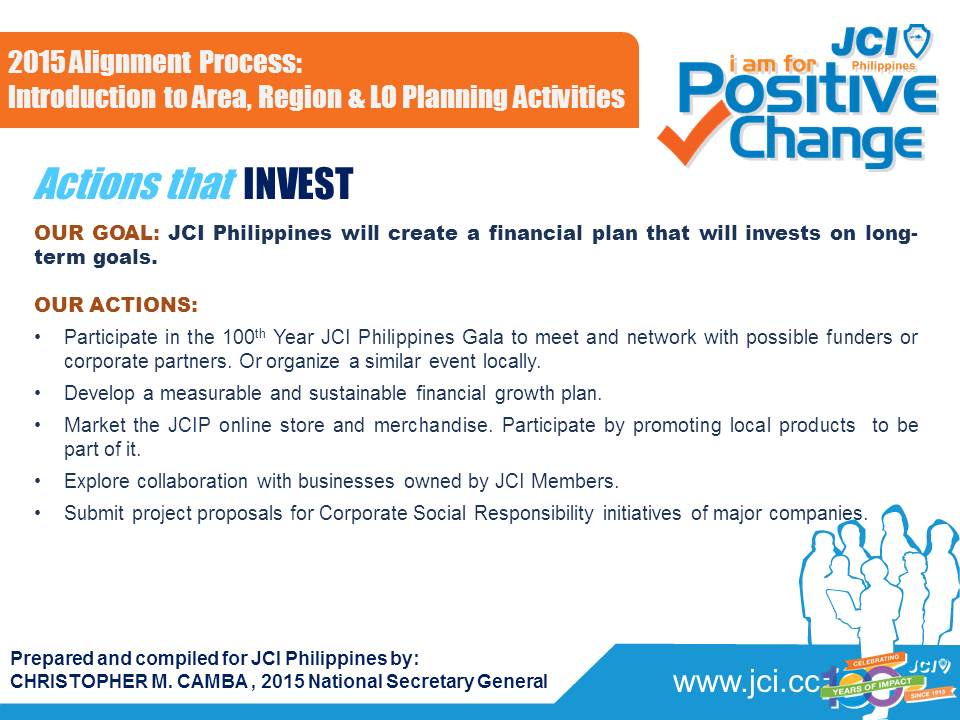 2015 Alignment Process:
Introduction to Area, Region & LO Planning Activities
JCI
Philippines
i am for
Positive
Change
Actions that INVEST
OUR GOAL: JCI Philippines will create a financial plan that will invests on long-
term goals.
OUR ACTIONS:
• Participate in the 100th Year JCI Philippines Gala to meet and network with possible funders or
corporate partners. Or organize a similar event locally.
• Develop a measurable and sustainable financial growth plan.
• Market the JCIP online store and merchandise. Participate by promoting local products to be
part of it.
• Explore collaboration with businesses owned by JCI Members.
• Submit project proposals for Corporate Social Responsibility initiatives of major companies.
Prepared and compiled for JCI Philippines by:
CHRISTOPHER M. CAMBA , 2015 National Secretary General
www.jci.cc
CELEBRATING
100
YEARS OF IMPACT
JCI
SINCE 1915